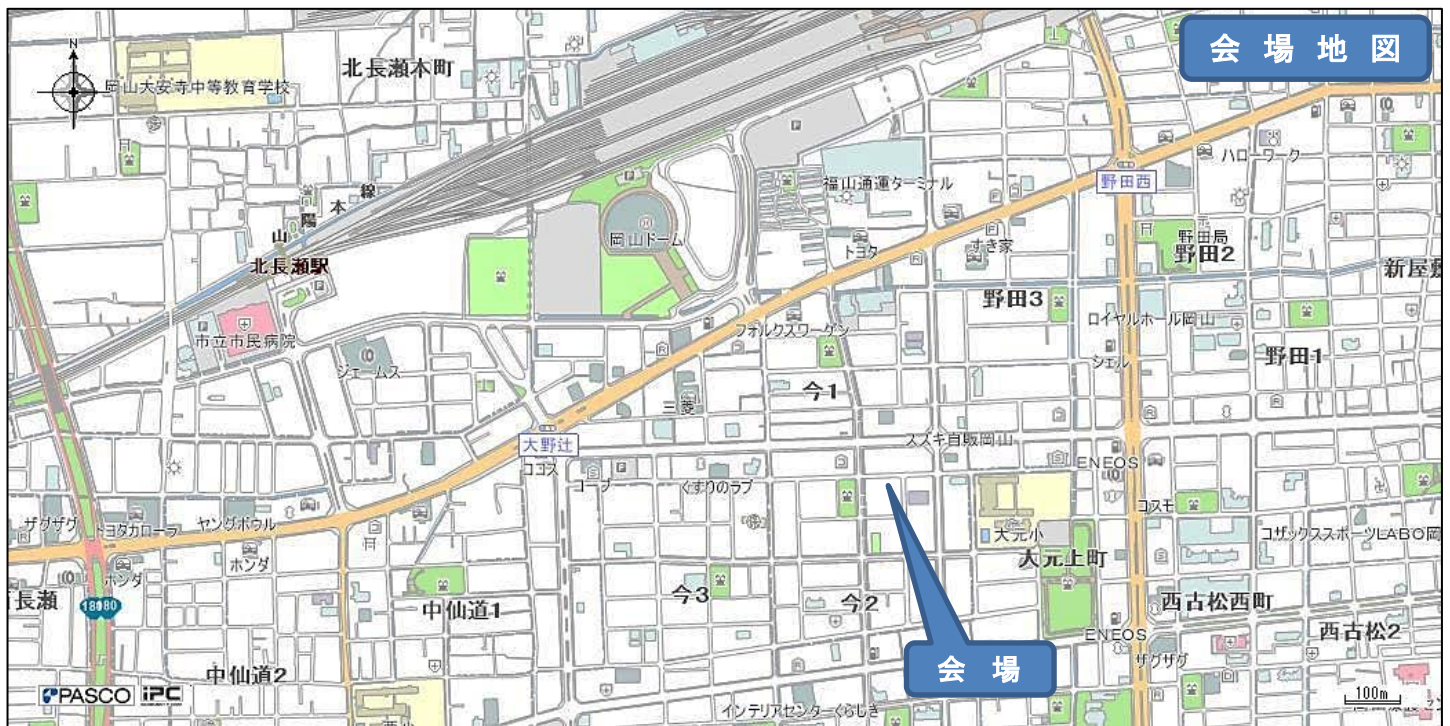 会場地図
N
北長瀬本町
岡山大安寺中等教育学校
野田西
ハローワーク
福山通運ターミナル
山陽本線
岡山ドーム
トヨタ
すき家
野田局
野田2
北長瀬駅
野田3
市立市民病院
フォルクスワーゲン
ロイヤルホール岡山
ジェームス
シェル
野田1
今1
三菱
大野辻
スズキ自販岡山
ココス
コープ
くすりのラブ
ENEOS
コスモ
ザグザグ
トヨタカローラ
ヤングボウル
大元小
コザックススポーツLABO岡
ホンダ
ホンダ
大元上町
長瀬
180
中仙道1
今3
今2
西古松西町
西古松2
ENEOS
ザグザグ
会場
中仙道2
PASCO iPC
インテリアセンターくらしき
100m